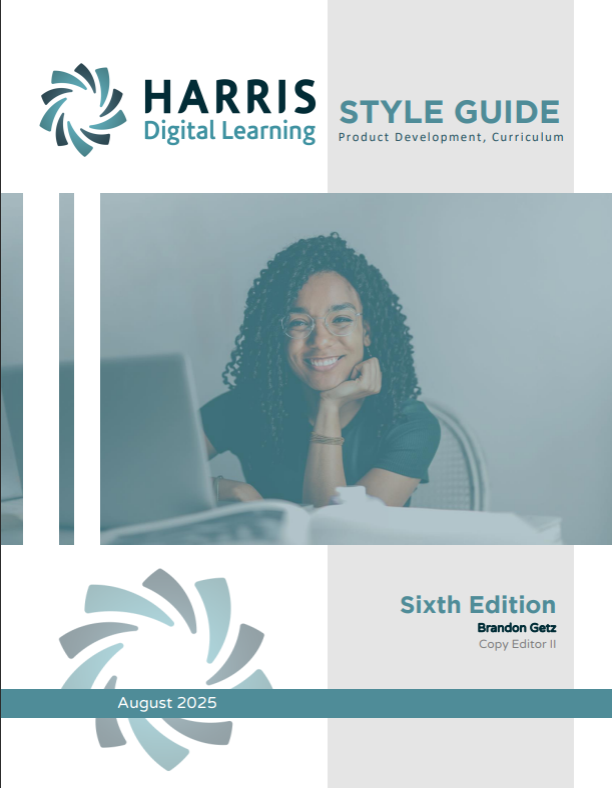 HARRIS
Digital Learning
STYLE GUIDE
Product Development, Curriculum
Sixth Edition
Brandon Getz
Copy Editor II
August 2025